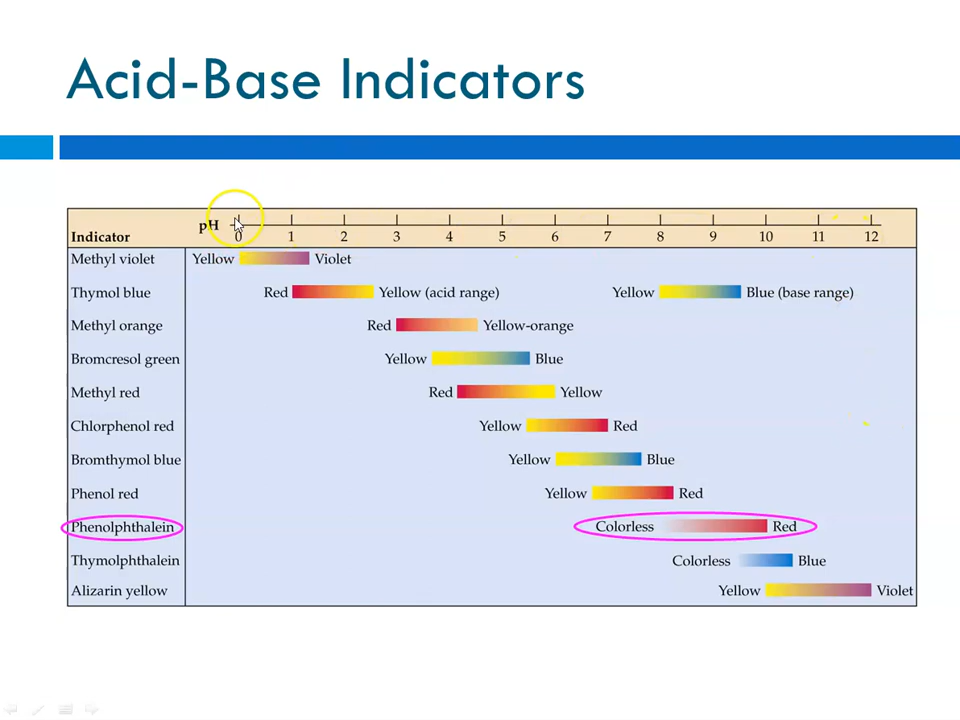 Acid-Base Indicators
pH
Indicator 0 1 2 3 4 5 6 7 8 9 10 11 12
Methyl violet Yellow Violet
Thymol blue Red Yellow (acid range) Yellow Blue (base range)
Methyl orange Red Yellow-orange
Bromcresol green Yellow Blue
Methyl red Red Yellow
Chlorphenol red Yellow Red
Bromthymol blue Yellow Blue
Phenol red Yellow Red
Phenolphthalein Colorless Red
Thymolphthalein Colorless Blue
Alizarin yellow Yellow Violet